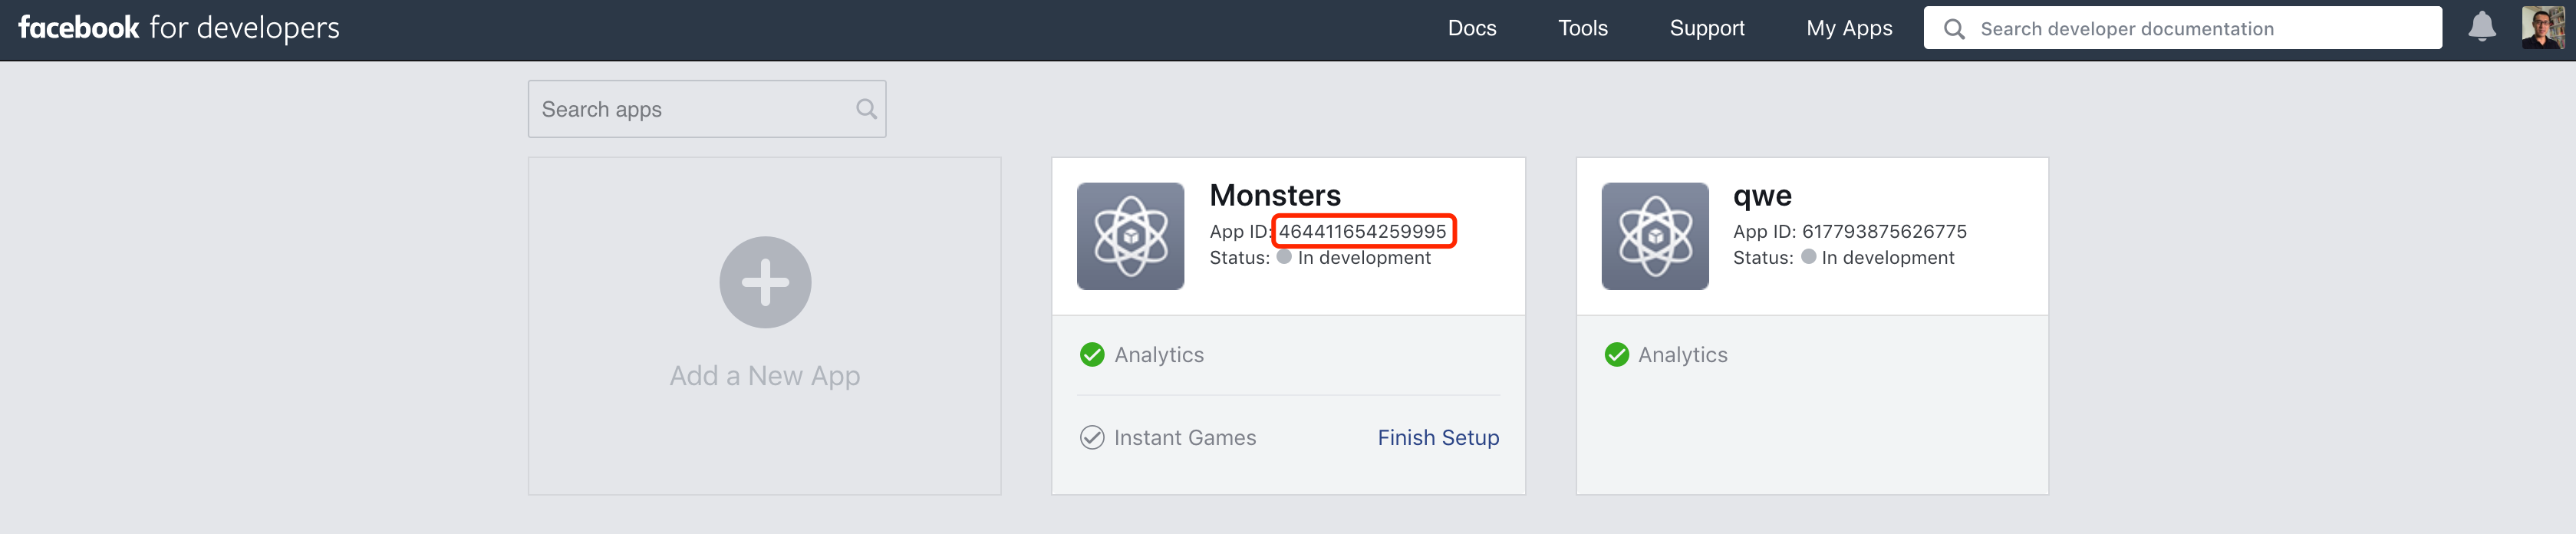 facebook for developers
Docs
Tools
Support
My Apps
Search developer documentation
Search apps
Add a New App
Monsters
App ID: 464411654259995
Status: In development
Analytics
Instant Games
Finish Setup
qwe
App ID: 617793875626775
Status: In development
Analytics